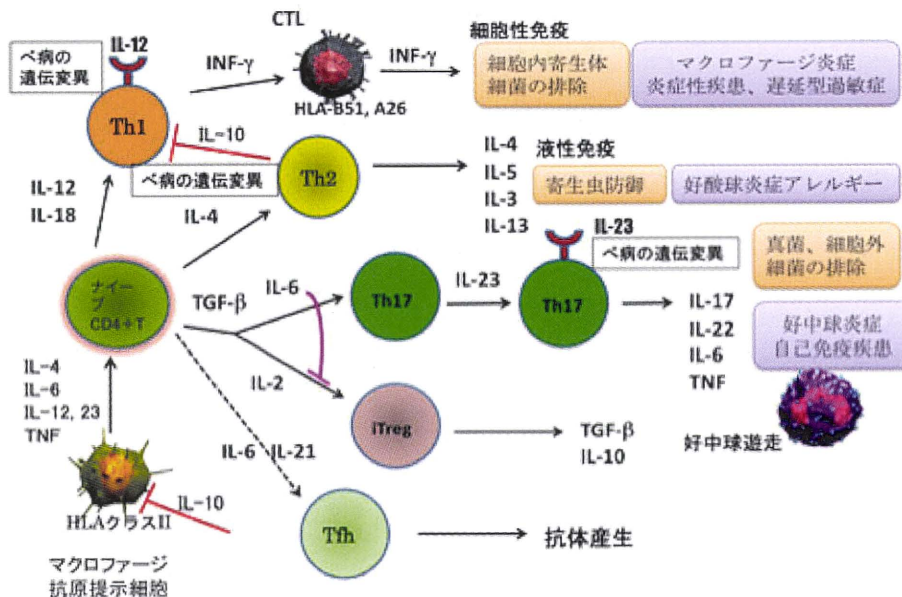 CTL
ベ病の
遺伝変異
IL-12
INF-γ
INF-γ
HLA-B51, A26
細胞性免疫
細胞内寄生体
細菌の排除
マクロファージ炎症
炎症性疾患、遅延型過敏症
Th1
IL-10
ベ病の遺伝変異
Th2
IL-12
IL-18
IL-4
IL-4
IL-5
IL-3
IL-13
液性免疫
寄生虫防御
好酸球炎症アレルギー
IL-23
ベ病の遺伝変異
真菌、細胞外
細菌の排除
ナイー
ブ
CD4+T
TGF-β
IL-6
Th17
IL-23
Th17
IL-17
IL-22
IL-6
TNF
好中球炎症
自己免疫疾患
IL-2
iTreg
TGF-β
IL-10
好中球遊走
IL-4
IL-6
IL-12, 23
TNF
IL-6
IL-21
IL-10
HLAクラスII
Tfh
抗体産生
マクロファージ
抗原提示細胞